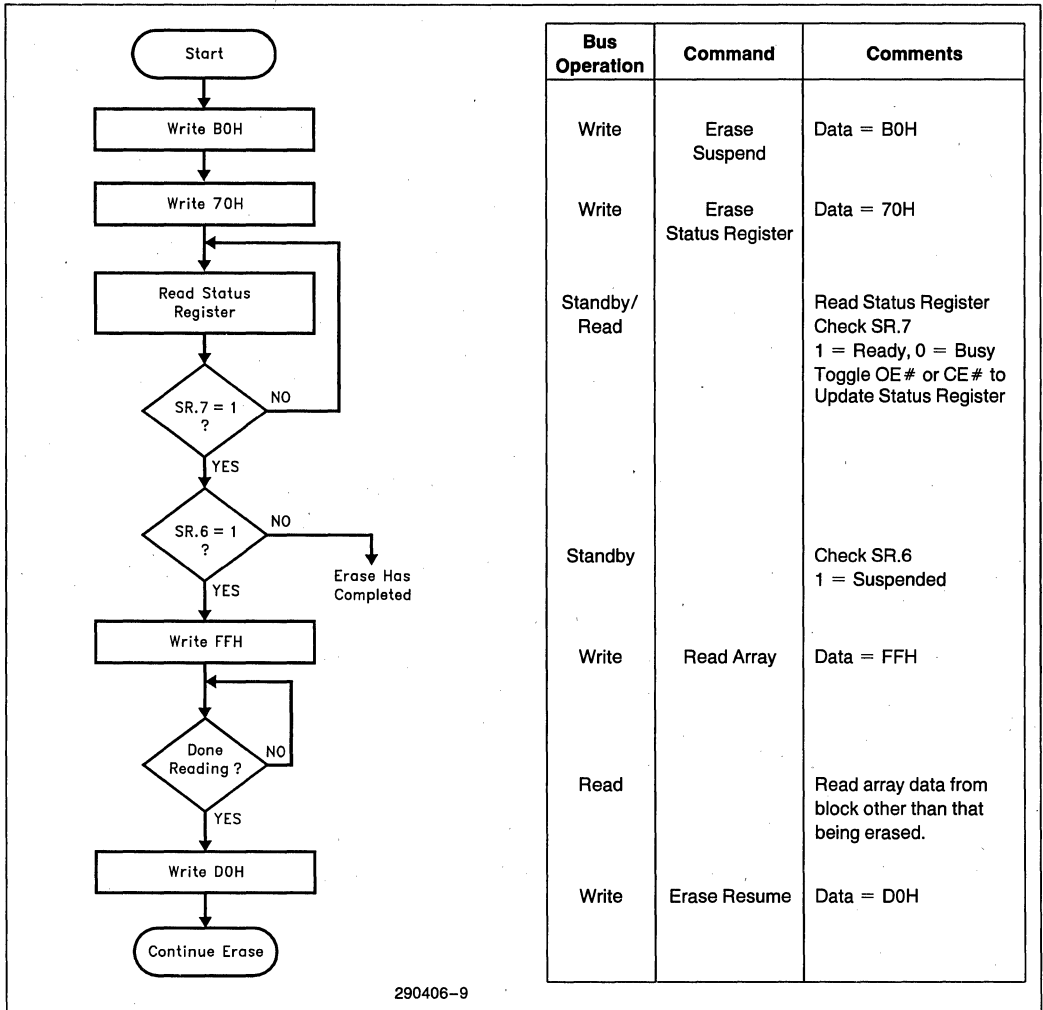 Start
Write B0H
Write 70H
Read Status
Register
SR.7 = 1
?
NO
YES
SR.6 = 1
?
NO
Erase Has
Completed
YES
Write FFH
Done
Reading ?
NO
YES
Write D0H
Continue Erase
290406-9
Bus
Operation
Command
Comments
Write
Erase
Suspend
Data = B0H
Write
Erase
Status Register
Data = 70H
Standby/
Read
Read Status Register
Check SR.7
1 = Ready, 0 = Busy
Toggle OE# or CE# to
Update Status Register
Standby
Check SR.6
1 = Suspended
Write
Read Array
Data = FFH
Read
Read array data from
block other than that
being erased.
Write
Erase Resume
Data = D0H